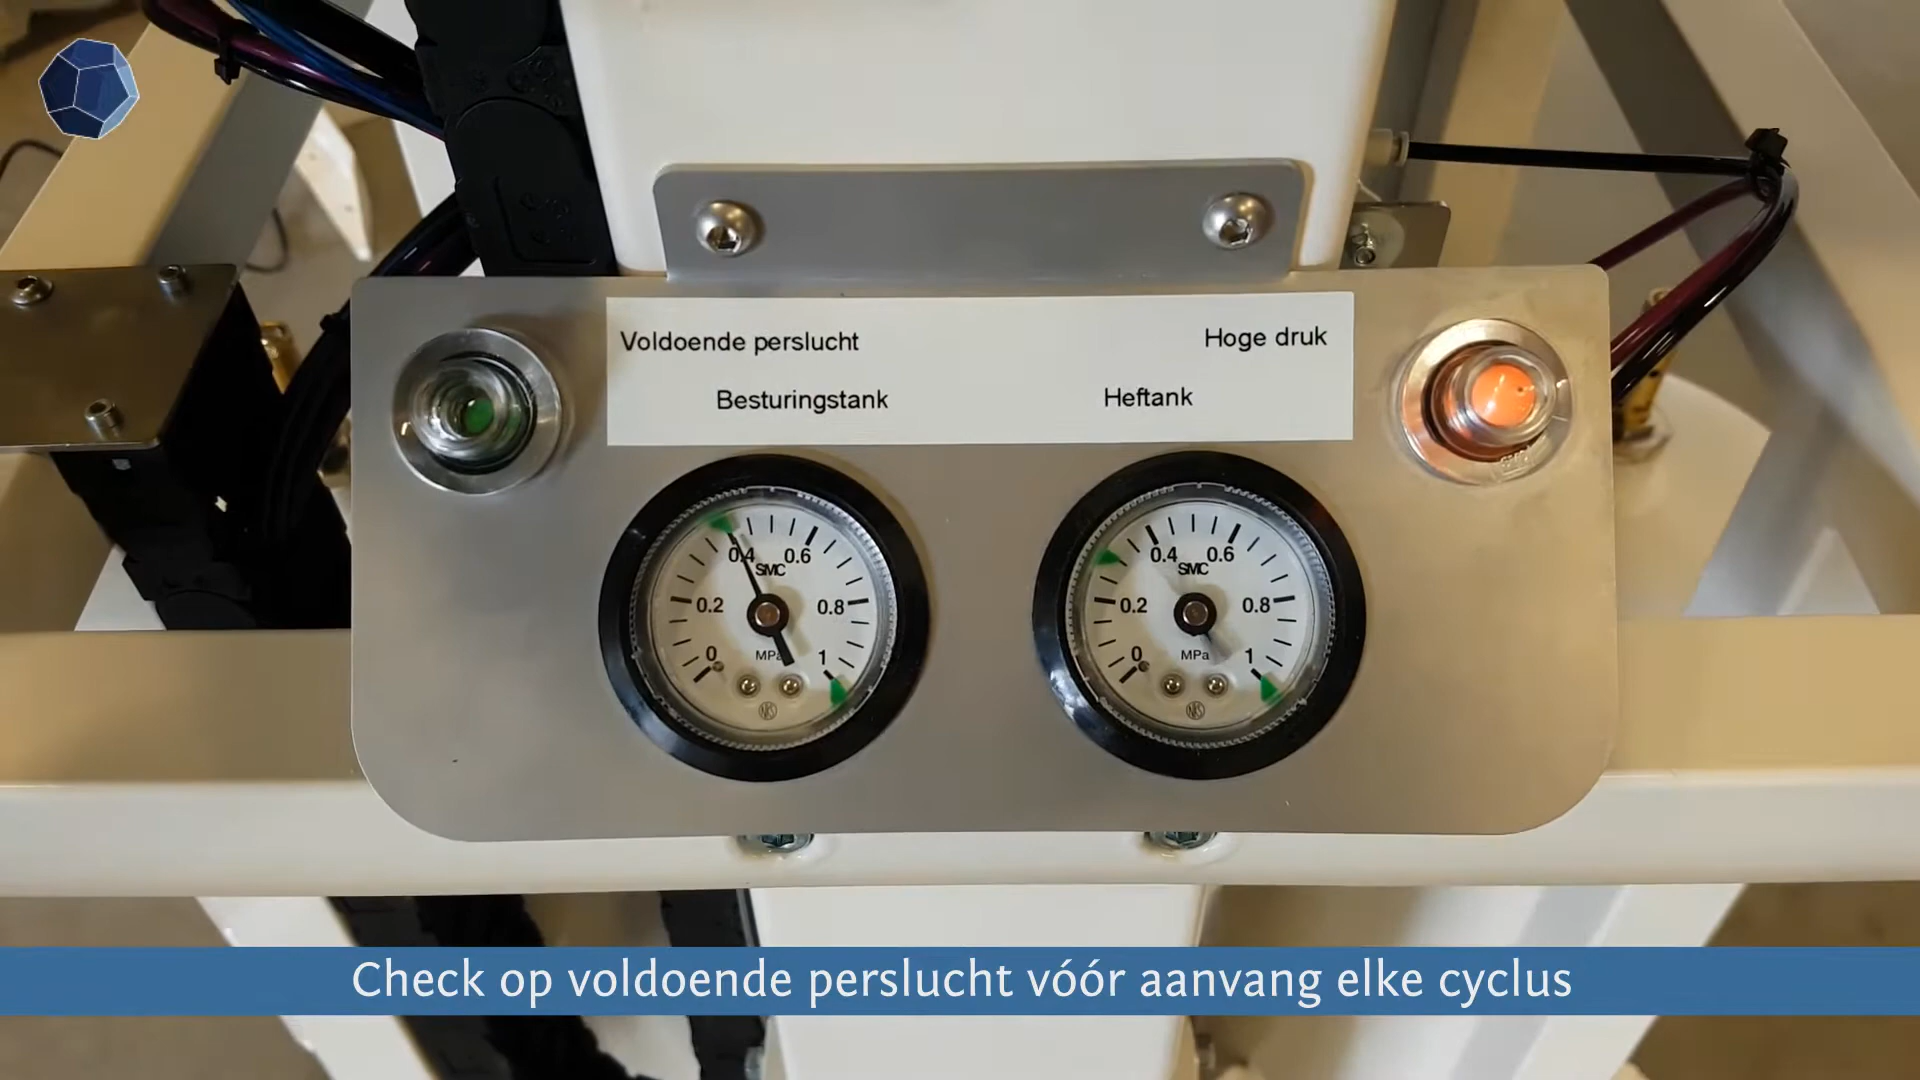 Voldoende perslucht
Hoge druk
Besturingstank
Heftank
0 0.2 0.4 0.6 0.8 1
SMC
MPa
0 0.2 0.4 0.6 0.8 1
SMC
MPa
Check op voldoende perslucht vóór aanvang elke cyclus